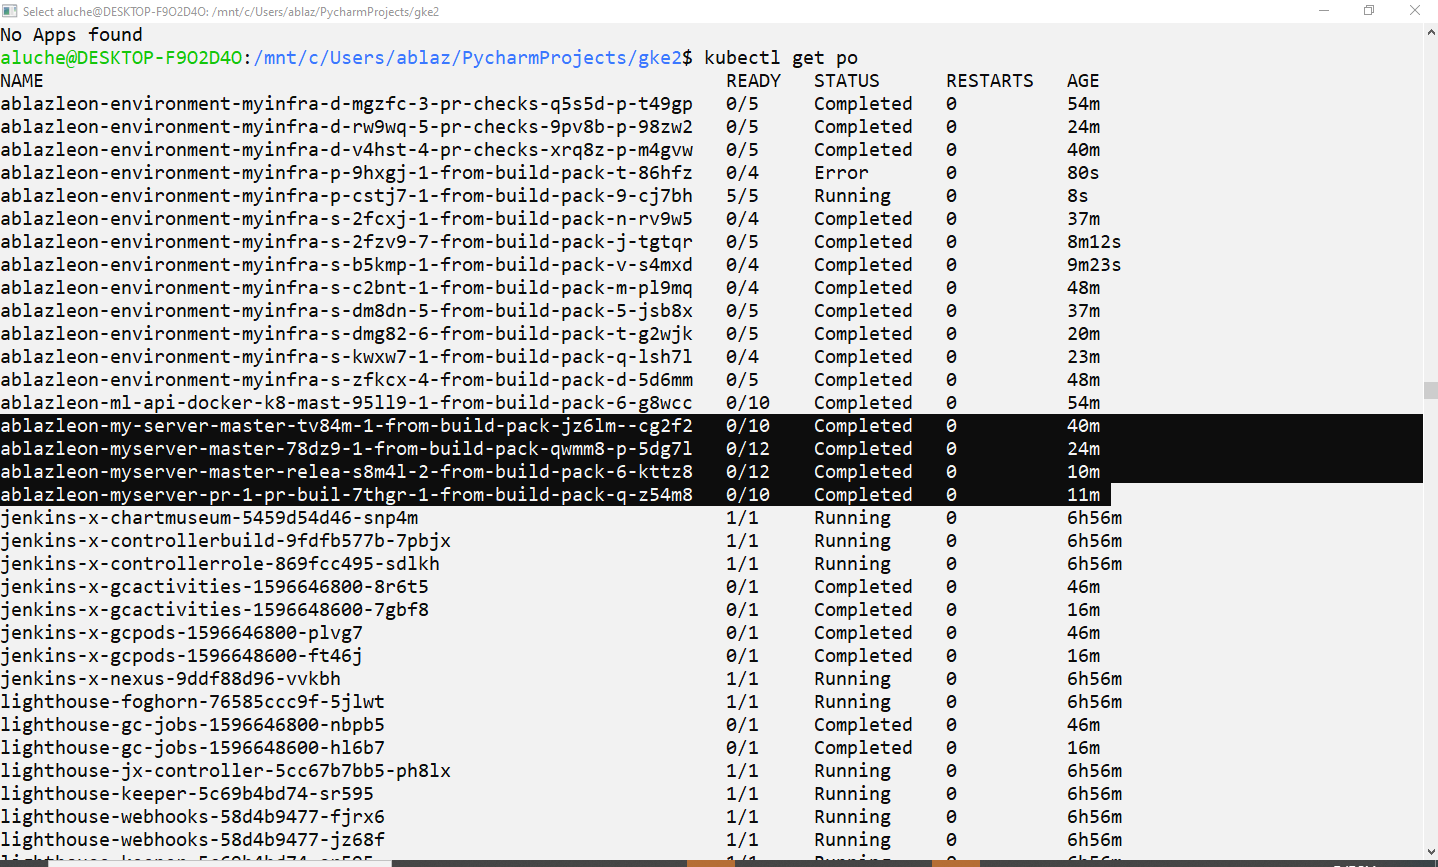 Select aluche@DESKTOP-F9O2D4O: /mnt/c/Users/ablaz/PycharmProjects/gke2
No Apps found
aluche@DESKTOP-F9O2D4O:/mnt/c/Users/ablaz/PycharmProjects/gke2$ kubectl get po
NAME READY STATUS RESTARTS AGE
ablazleon-environment-myinfra-d-mgzfc-3-pr-checks-q5s5d-p-t49gp 0/5 Completed 0 54m
ablazleon-environment-myinfra-d-rw9wq-5-pr-checks-9pv8b-p-98zw2 0/5 Completed 0 24m
ablazleon-environment-myinfra-d-v4hst-4-pr-checks-xrq8z-p-m4gvw 0/5 Completed 0 40m
ablazleon-environment-myinfra-p-9hxgj-1-from-build-pack-t-86hfz 0/4 Error 0 80s
ablazleon-environment-myinfra-p-cstj7-1-from-build-pack-9-cj7bh 5/5 Running 0 8s
ablazleon-environment-myinfra-s-2fcxj-1-from-build-pack-n-rv9w5 0/4 Completed 0 37m
ablazleon-environment-myinfra-s-2fzv9-7-from-build-pack-j-tgtqr 0/5 Completed 0 8m12s
ablazleon-environment-myinfra-s-b5kmp-1-from-build-pack-v-s4mxd 0/4 Completed 0 9m23s
ablazleon-environment-myinfra-s-c2bnt-1-from-build-pack-m-pl9mq 0/4 Completed 0 48m
ablazleon-environment-myinfra-s-dm8dn-5-from-build-pack-5-jsb8x 0/5 Completed 0 37m
ablazleon-environment-myinfra-s-dmg82-6-from-build-pack-t-g2wjk 0/5 Completed 0 20m
ablazleon-environment-myinfra-s-kwxw7-1-from-build-pack-q-lsh7l 0/4 Completed 0 23m
ablazleon-environment-myinfra-s-zfkcx-4-from-build-pack-d-5d6mm 0/5 Completed 0 48m
ablazleon-ml-api-docker-k8-mast-95ll9-1-from-build-pack-6-g8wcc 0/10 Completed 0 54m
ablazleon-my-server-master-tv84m-1-from-build-pack-jz6lm--cg2f2 0/10 Completed 0 40m
ablazleon-myserver-master-78dz9-1-from-build-pack-qwmm8-p-5dg7l 0/12 Completed 0 24m
ablazleon-myserver-master-relea-s8m4l-2-from-build-pack-6-kttz8 0/12 Completed 0 10m
ablazleon-myserver-pr-1-pr-buil-7thgr-1-from-build-pack-q-z54m8 0/10 Completed 0 11m
jenkins-x-chartmuseum-5459d54d46-snp4m 1/1 Running 0 6h56m
jenkins-x-controllerbuild-9fdfb577b-7pbjx 1/1 Running 0 6h56m
jenkins-x-controllerrole-869fcc495-sdlkh 1/1 Running 0 6h56m
jenkins-x-gcactivities-1596646800-8r6t5 0/1 Completed 0 46m
jenkins-x-gcactivities-1596648600-7gbf8 0/1 Completed 0 16m
jenkins-x-gcpods-1596646800-plvg7 0/1 Completed 0 46m
jenkins-x-gcpods-1596648600-ft46j 0/1 Completed 0 16m
jenkins-x-nexus-9ddf88d96-vvkbh 1/1 Running 0 6h56m
lighthouse-foghorn-76585ccc9f-5jlwt 1/1 Running 0 6h56m
lighthouse-gc-jobs-1596646800-nbpb5 0/1 Completed 0 46m
lighthouse-gc-jobs-1596648600-hl6b7 0/1 Completed 0 16m
lighthouse-jx-controller-5cc67b7bb5-ph8lx 1/1 Running 0 6h56m
lighthouse-keeper-5c69b4bd74-sr595 1/1 Running 0 6h56m
lighthouse-webhooks-58d4b9477-fjrx6 1/1 Running 0 6h56m
lighthouse-webhooks-58d4b9477-jz68f 1/1 Running 0 6h56m